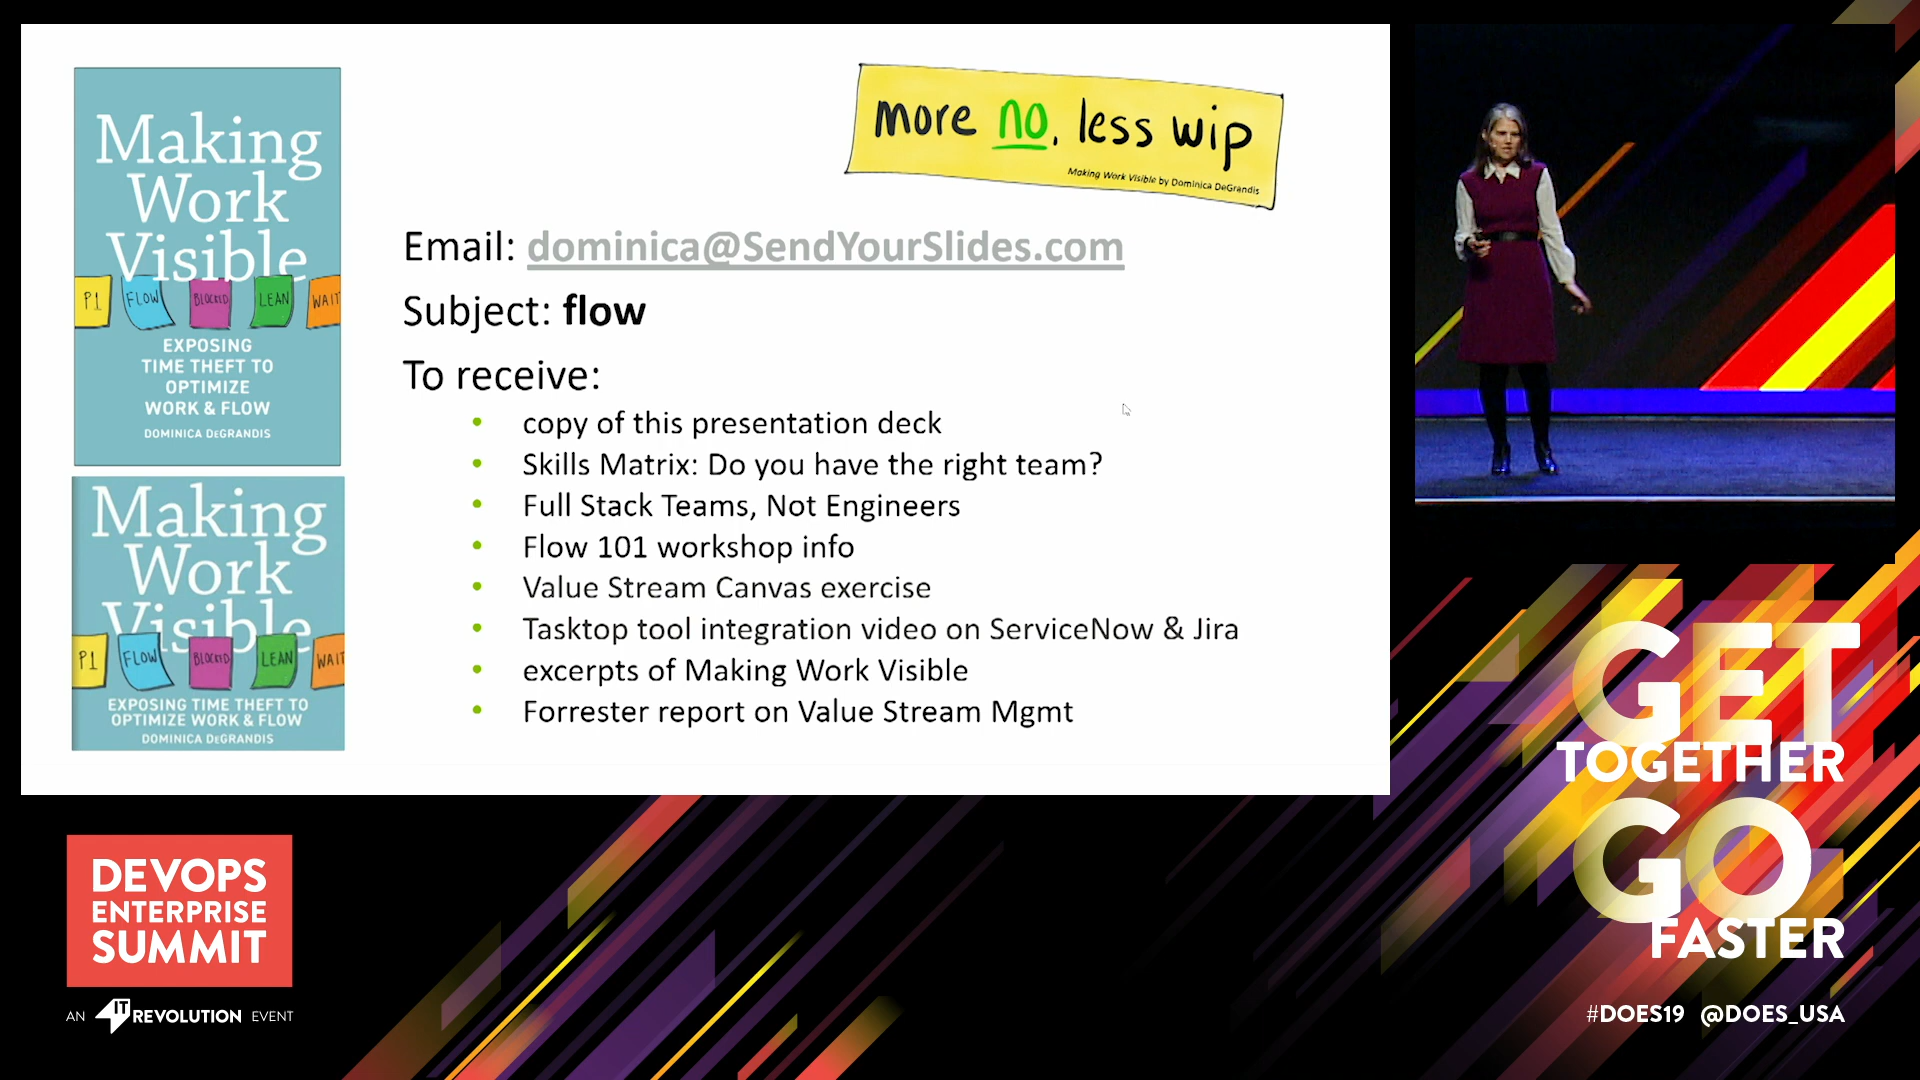 Making
Work
Visible
P1
FLOW
BLOCKED
LEAN
WAIT
EXPOSING
TIME THEFT TO
OPTIMIZE
WORK & FLOW
DOMINICA DEGRANDIS
Making
Work
Visible
P1
FLOW
BLOCKED
LEAN
WAIT
EXPOSING TIME THEFT TO
OPTIMIZE WORK & FLOW
DOMINICA DEGRANDIS
more no, less wip
Making Work Visible by Dominica DeGrandis
Email: dominica@SendYourSlides.com
Subject: flow
To receive:
• copy of this presentation deck
• Skills Matrix: Do you have the right team?
• Full Stack Teams, Not Engineers
• Flow 101 workshop info
• Value Stream Canvas exercise
• Tasktop tool integration video on ServiceNow & Jira
• excerpts of Making Work Visible
• Forrester report on Value Stream Mgmt
GET
TOGETHER
GO
FASTER
DEVOPS
ENTERPRISE
SUMMIT
AN IT REVOLUTION EVENT
#DOES19 @DOES_USA